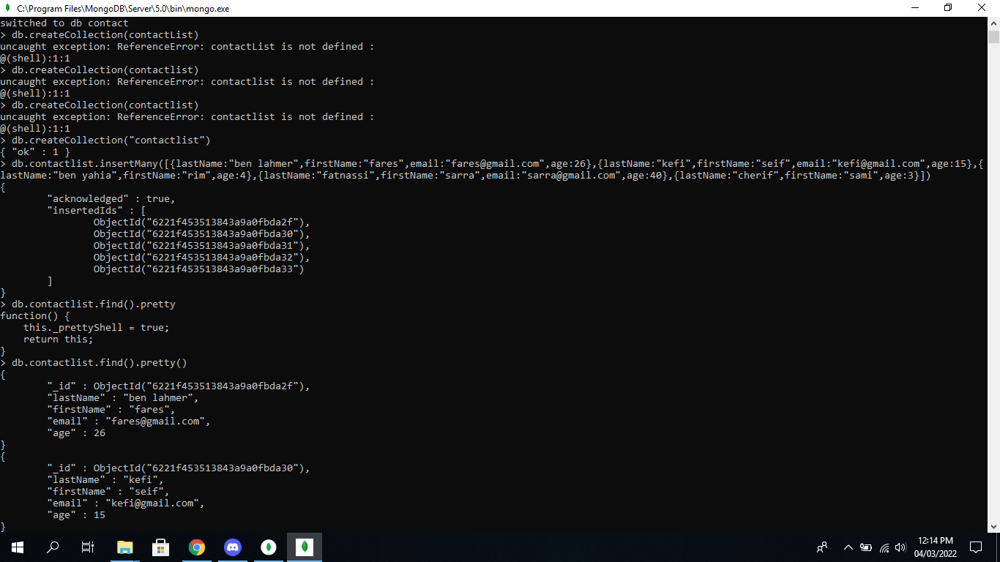 C:\Program Files\MongoDB\Server\5.0\bin\mongo.exe
switched to db contact
> db.createCollection(contactList)
uncaught exception: ReferenceError: contactList is not defined :
@(shell):1:1
> db.createCollection(contactlist)
uncaught exception: ReferenceError: contactlist is not defined :
@(shell):1:1
> db.createCollection(contactlist)
uncaught exception: ReferenceError: contactlist is not defined :
@(shell):1:1
> db.createCollection("contactlist")
{ "ok" : 1 }
> db.contactlist.insertMany([{lastName:"ben lahmer",firstName:"fares",email:"fares@gmail.com",age:26},{lastName:"kefi",firstName:"seif",email:"kefi@gmail.com",age:15},{
lastName:"ben yahia",firstName:"rim",age:4},{lastName:"fatnassi",firstName:"sarra",email:"sarra@gmail.com",age:40},{lastName:"cherif",firstName:"sami",age:3}])
{
        "acknowledged" : true,
        "insertedIds" : [
                ObjectId("6221f453513843a9a0fbda2f"),
                ObjectId("6221f453513843a9a0fbda30"),
                ObjectId("6221f453513843a9a0fbda31"),
                ObjectId("6221f453513843a9a0fbda32"),
                ObjectId("6221f453513843a9a0fbda33")
        ]
}
> db.contactlist.find().pretty
function() {
    this._prettyShell = true;
    return this;
}
> db.contactlist.find().pretty()
{
        "_id" : ObjectId("6221f453513843a9a0fbda2f"),
        "lastName" : "ben lahmer",
        "firstName" : "fares",
        "email" : "fares@gmail.com",
        "age" : 26
}
{
        "_id" : ObjectId("6221f453513843a9a0fbda30"),
        "lastName" : "kefi",
        "firstName" : "seif",
        "email" : "kefi@gmail.com",
        "age" : 15
}
12:14 PM
04/03/2022